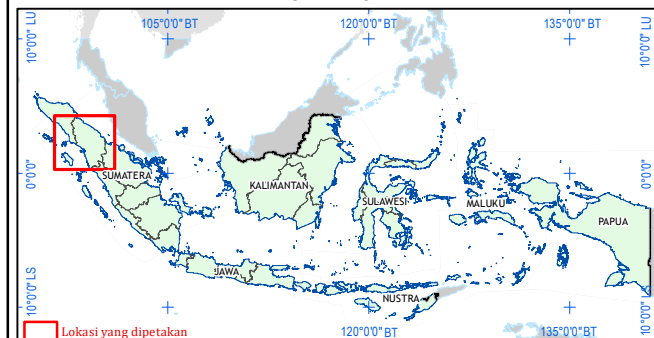 105°0'0" BT
120°0'0" BT
135°0'0" BT
10°0'0" LU
10°0'0" LU
SUMATERA
KALIMANTAN
SULAWESI
MALUKU
PAPUA
0°0'0"
0°0'0"
JAWA
NUSTRA
10°0'0" LS
10°0'0" LS
Lokasi yang dipetakan
120°0'0" BT
135°0'0" BT